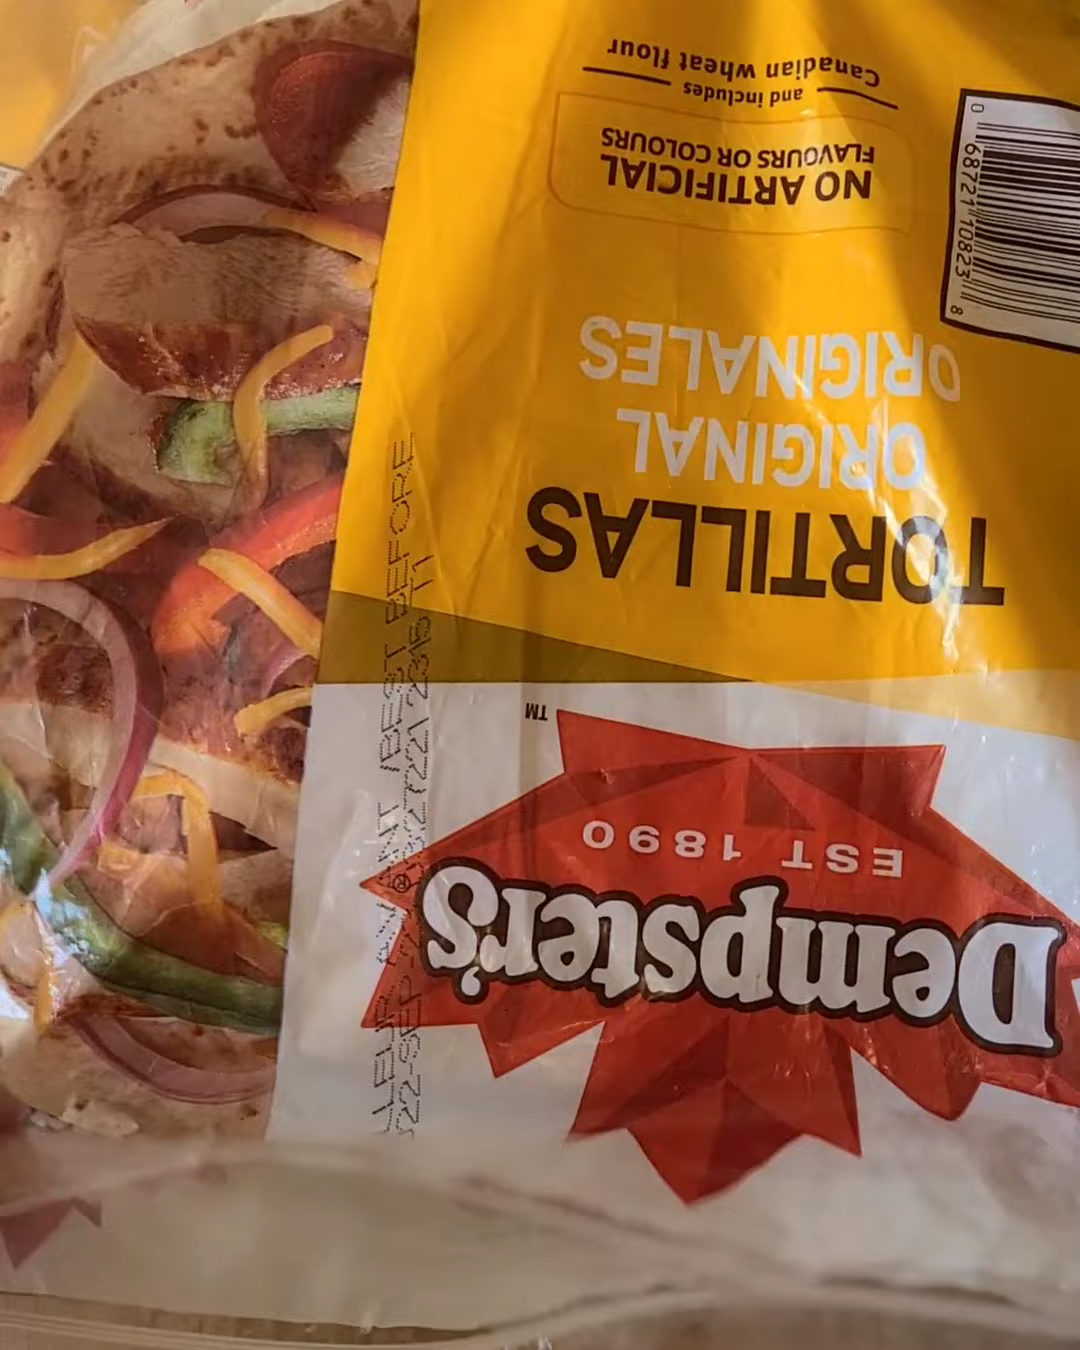 Dempster's®
EST 1890
TM
TORTILLAS
ORIGINAL
ORIGINALES
NO ARTIFICIAL
FLAVOURS OR COLOURS
and includes
Canadian wheat flour
0 68721 10823 8
BEST BEFORE